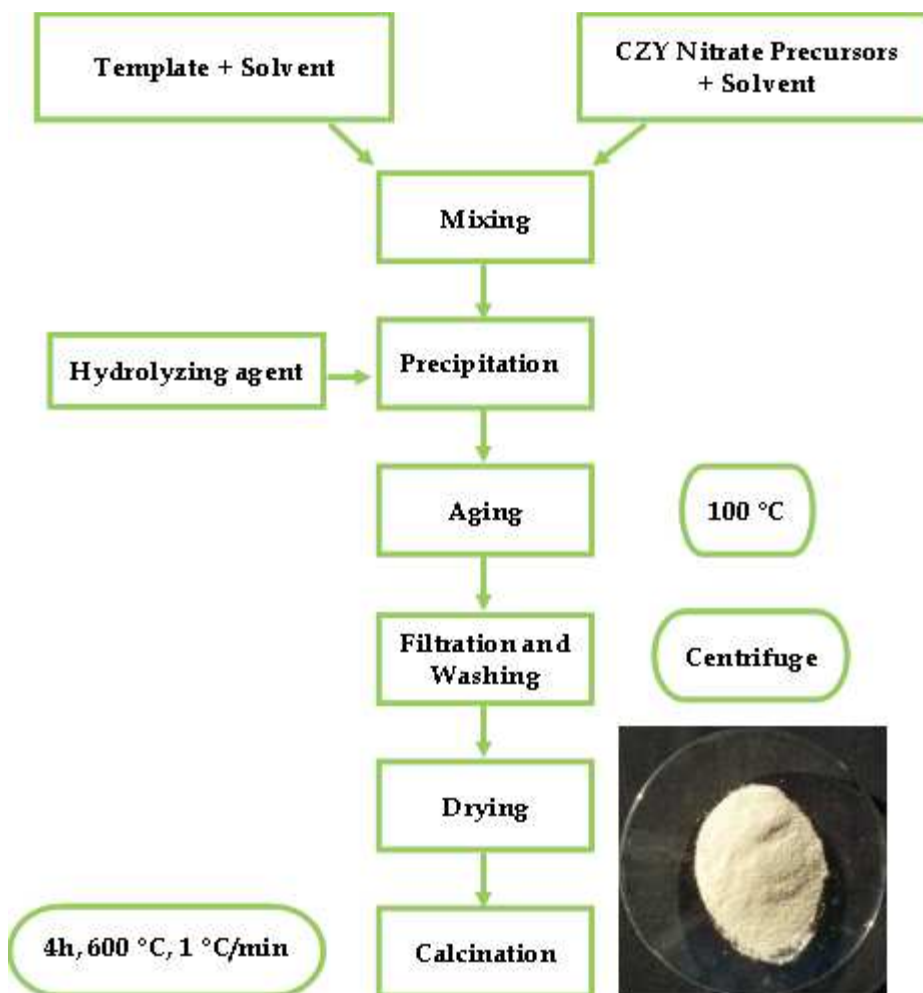 Template + Solvent
CZY Nitrate Precursors
+ Solvent
Mixing
Hydrolyzing agent
Precipitation
Aging
100 °C
Filtration and
Washing
Centrifuge
Drying
4h, 600 °C, 1 °C/min
Calcination